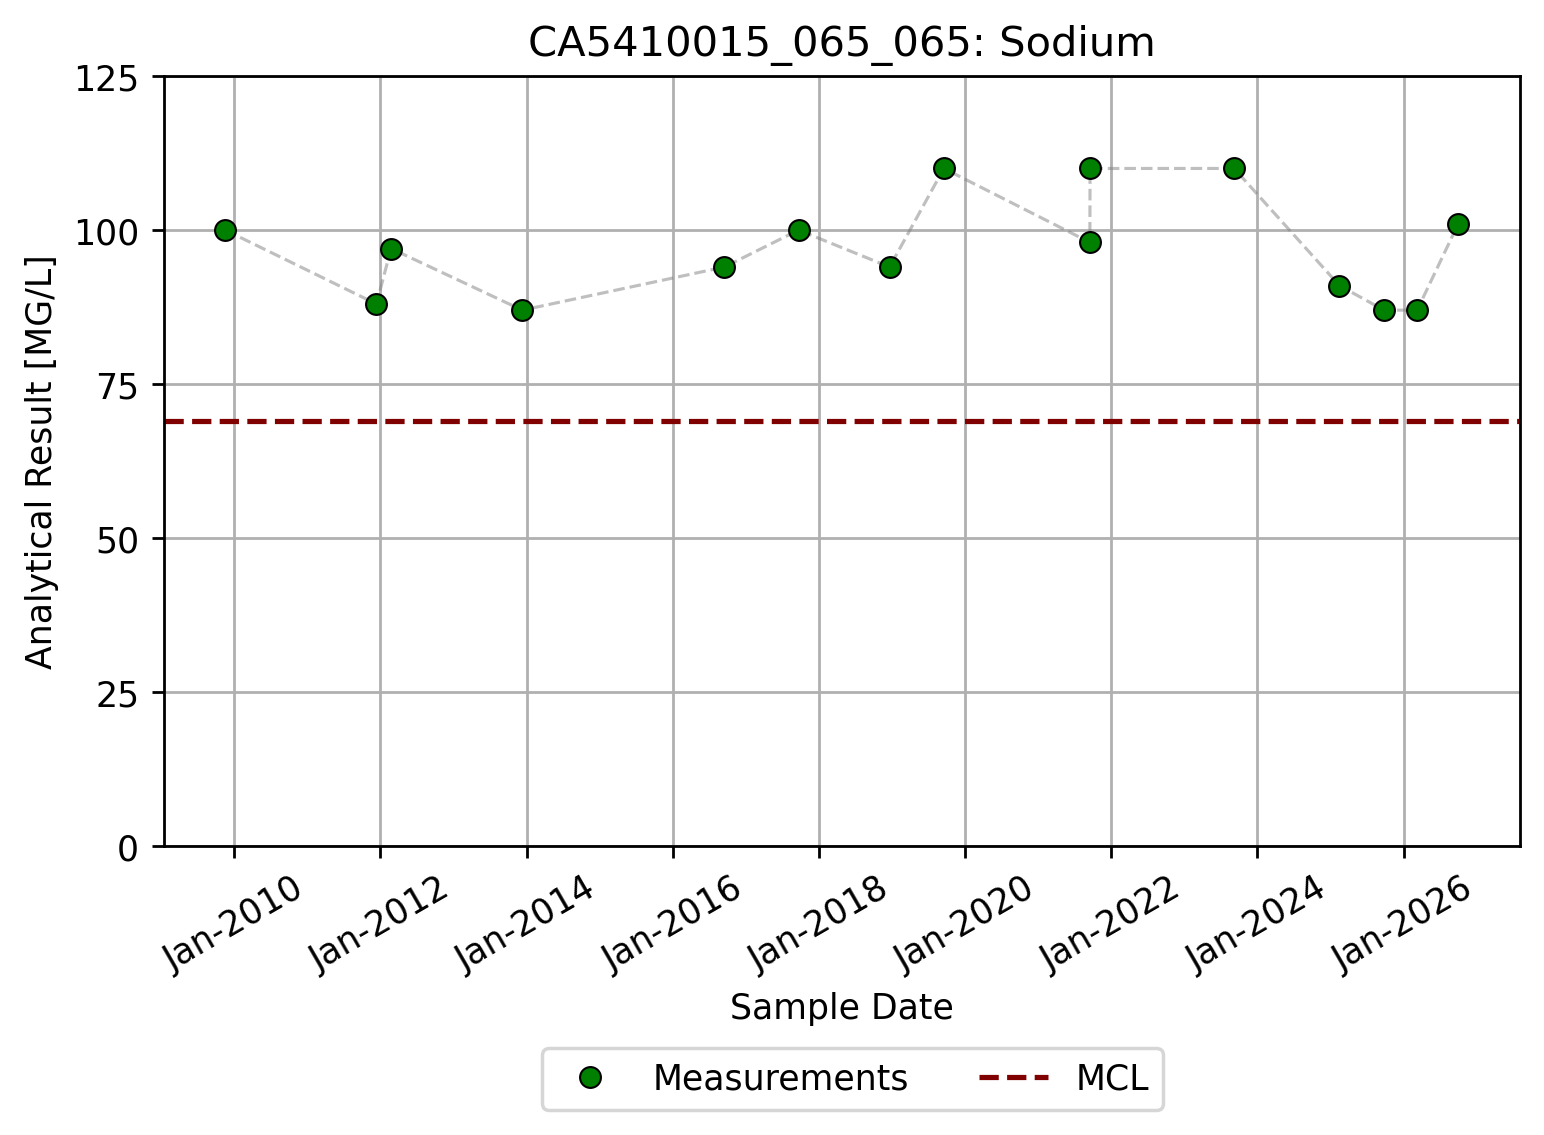 CA5410015_065_065: Sodium
125
100
75
50
25
0
Analytical Result [MG/L]
Jan-2010
Jan-2012
Jan-2014
Jan-2016
Jan-2018
Jan-2020
Jan-2022
Jan-2024
Jan-2026
Sample Date
Measurements
MCL